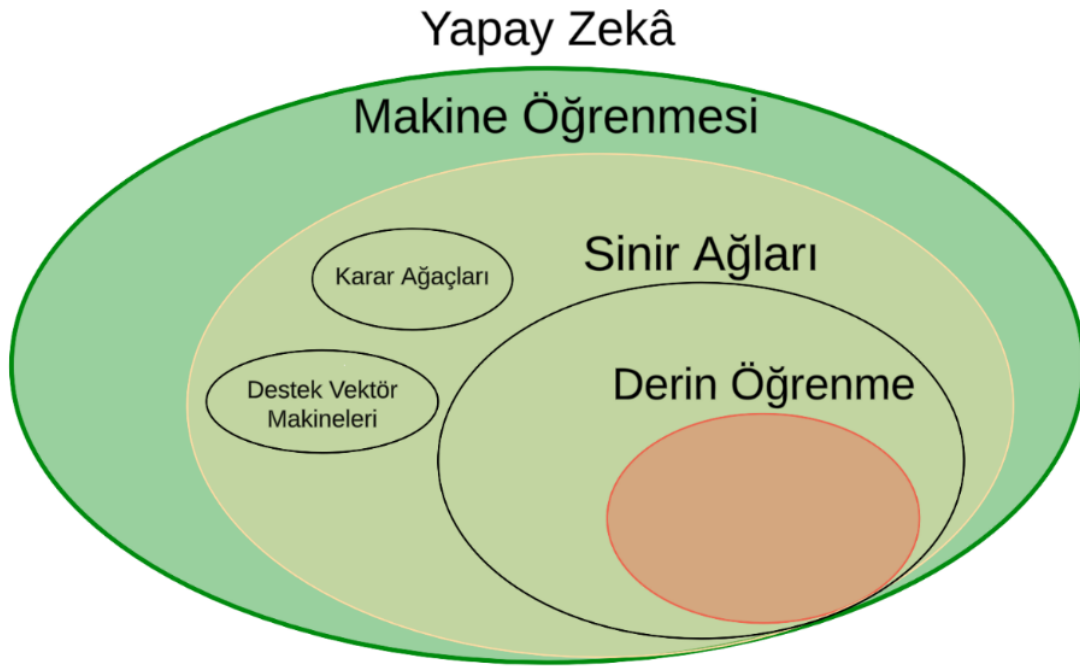 Yapay Zekâ
Makine Öğrenmesi
Sinir Ağları
Karar Ağaçları
Derin Öğrenme
Destek Vektör
Makineleri